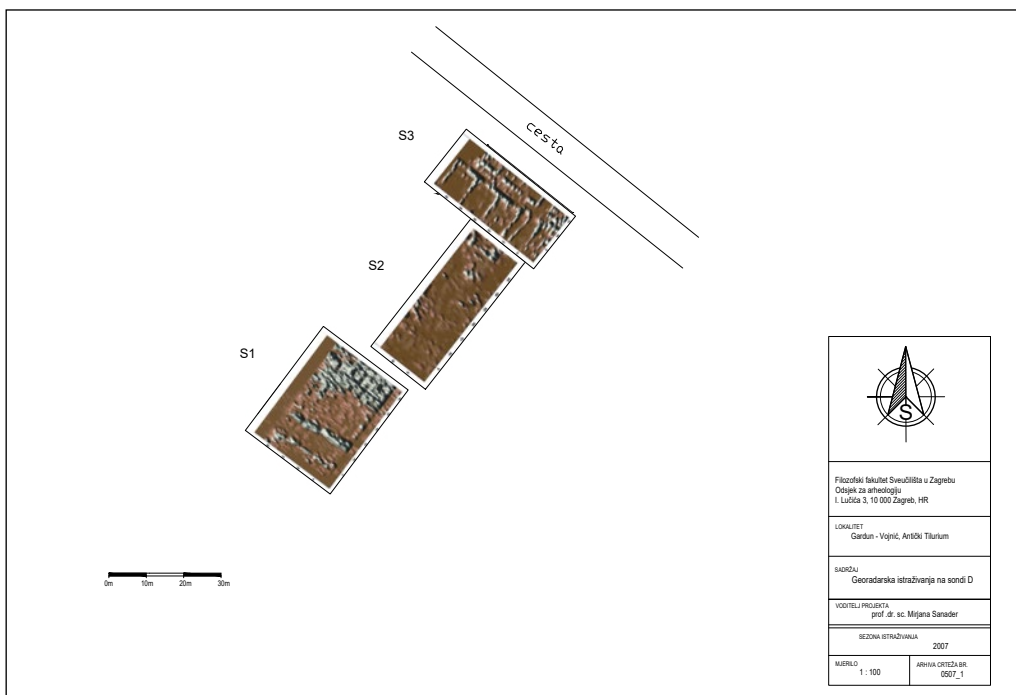 S3
cesta
S2
S1
S
Filozofski fakultet Sveučilišta u Zagrebu
Odsjek za arheologiju
I. Lučića 3, 10 000 Zagreb, HR
LOKALITET
Gardun - Vojnić, Antički Tilurium
SADRŽAJ
Georadarska istraživanja na sondi D
VODITELJ PROJEKTA
prof .dr. sc. Mirjana Sanader
SEZONA ISTRAŽIVANJA
2007
MJERILO
1 : 100
ARHIVA CRTEŽA BR.
0507_1
0m 10m 20m 30m